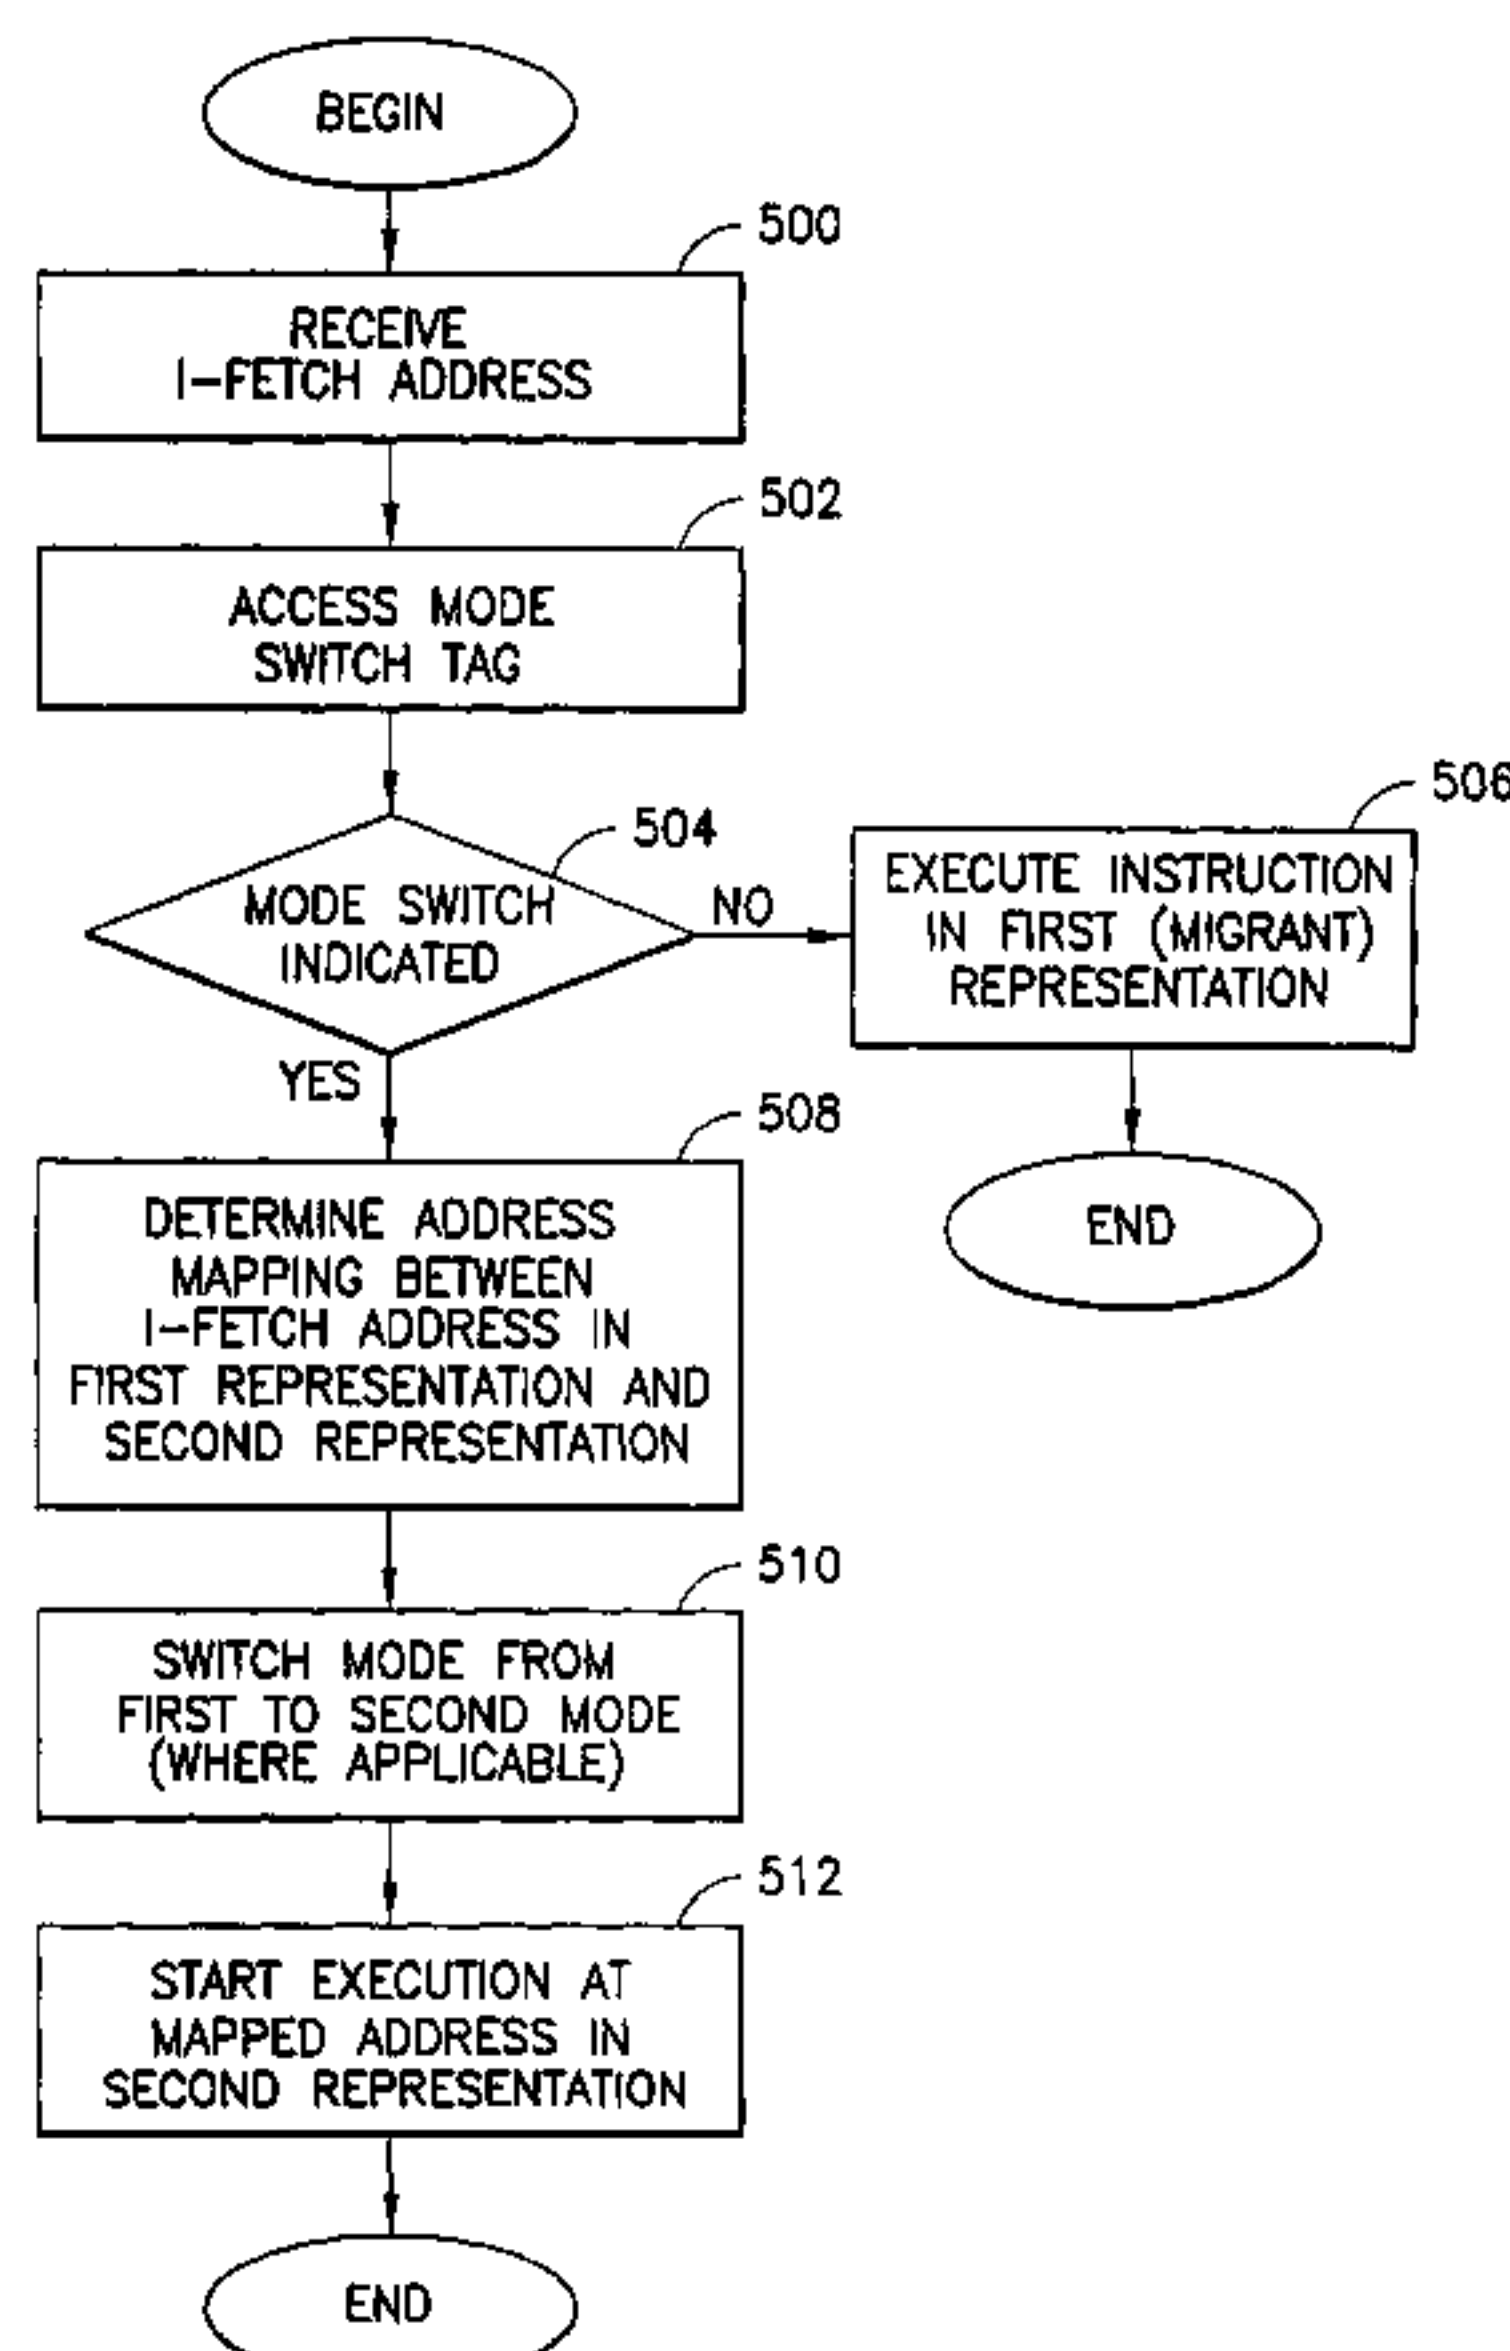 BEGIN
500
RECEIVE
I-FETCH ADDRESS
502
ACCESS MODE
SWITCH TAG
504
MODE SWITCH
INDICATED
NO
506
EXECUTE INSTRUCTION
IN FIRST (MIGRANT)
REPRESENTATION
END
YES
508
DETERMINE ADDRESS
MAPPING BETWEEN
I-FETCH ADDRESS IN
FIRST REPRESENTATION AND
SECOND REPRESENTATION
510
SWITCH MODE FROM
FIRST TO SECOND MODE
(WHERE APPLICABLE)
512
START EXECUTION AT
MAPPED ADDRESS IN
SECOND REPRESENTATION
END